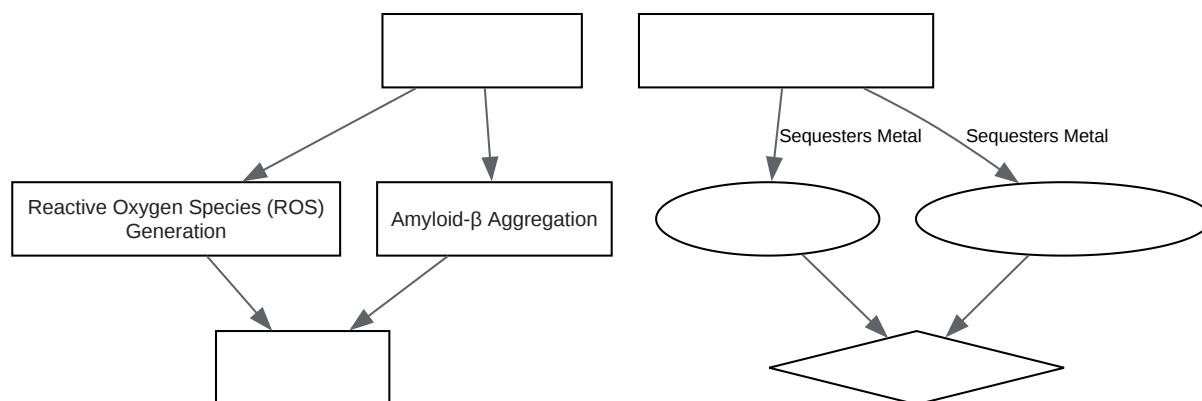 Sequesters Metal
Sequesters Metal
Reactive Oxygen Species (ROS)
Generation
Amyloid-β Aggregation